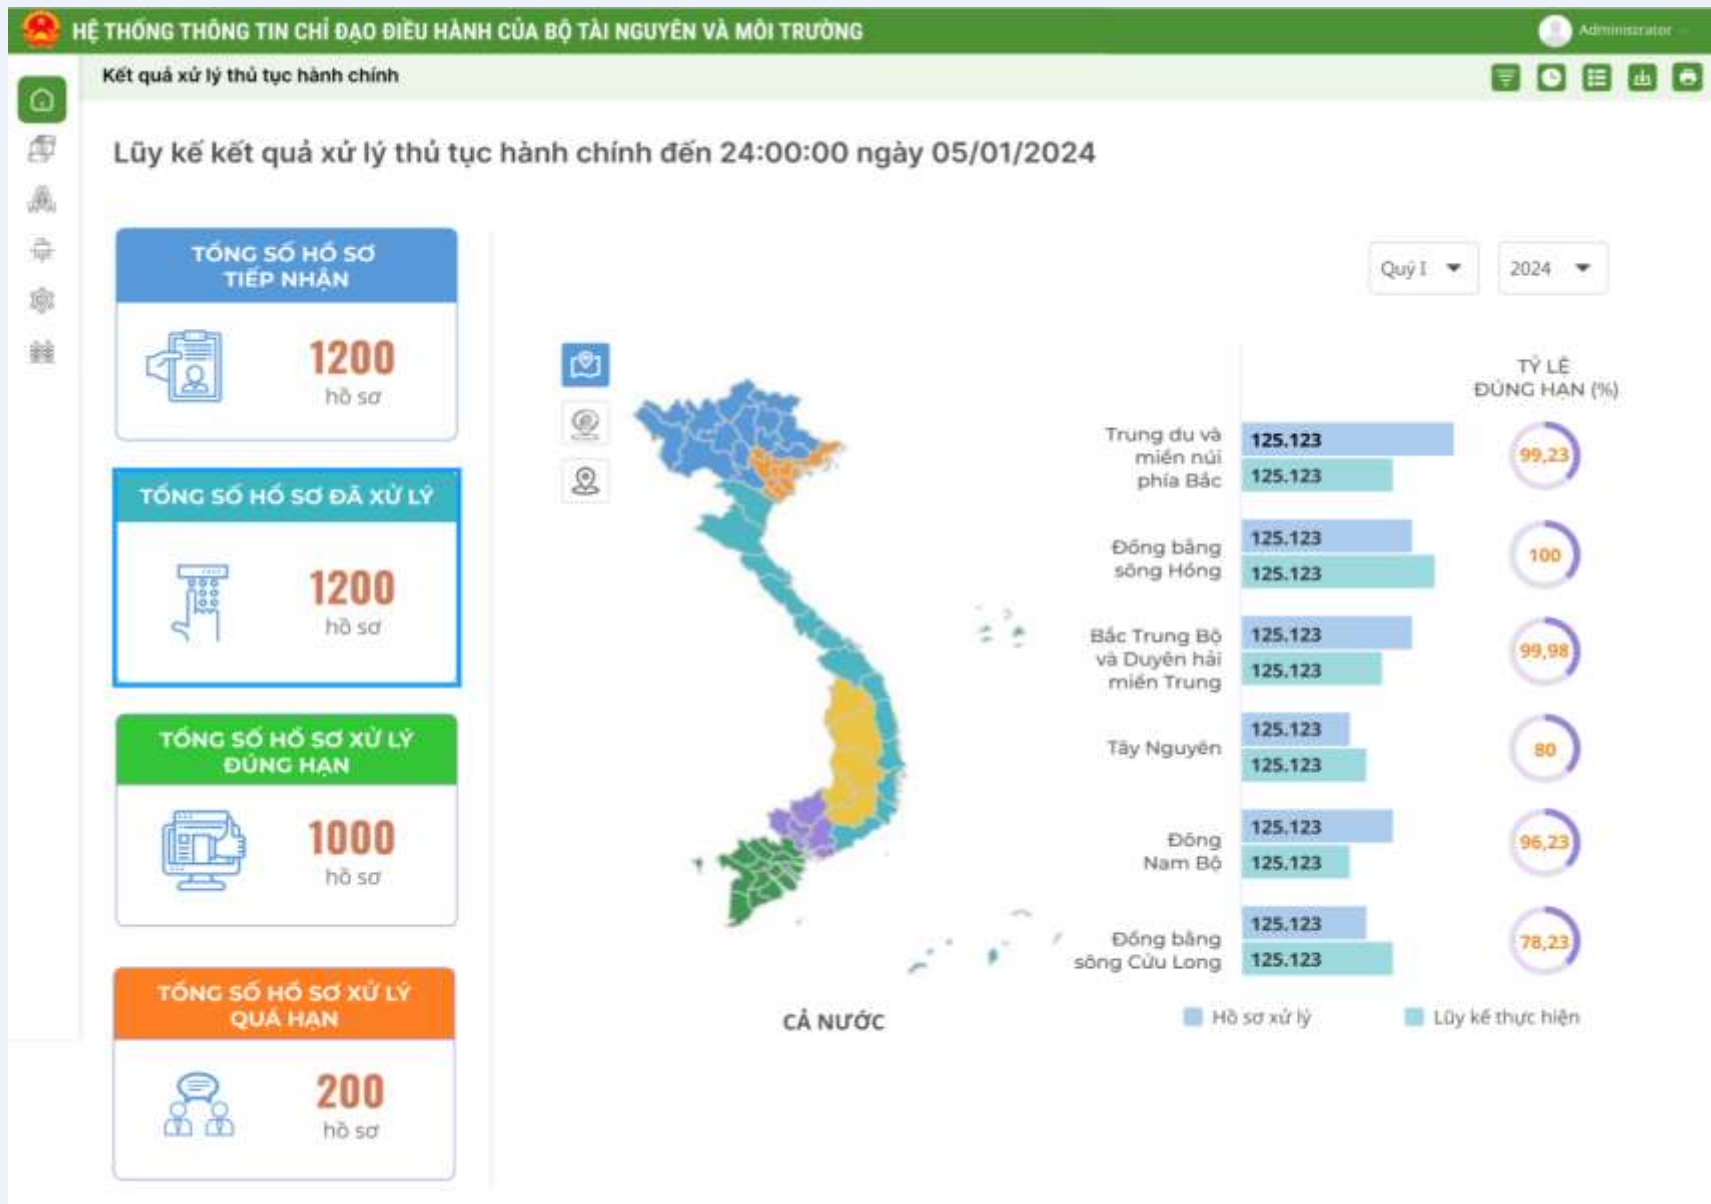 HỆ THỐNG THÔNG TIN CHỈ ĐẠO ĐIỀU HÀNH CỦA BỘ TÀI NGUYÊN VÀ MÔI TRƯỜNG
Administrator
Kết quả xử lý thủ tục hành chính
Lũy kế kết quả xử lý thủ tục hành chính đến 24:00:00 ngày 05/01/2024
TỔNG SỐ HỒ SƠ
TIẾP NHẬN
1200
hồ sơ
TỔNG SỐ HỒ SƠ ĐÃ XỬ LÝ
1200
hồ sơ
TỔNG SỐ HỒ SƠ XỬ LÝ
ĐÚNG HẠN
1000
hồ sơ
TỔNG SỐ HỒ SƠ XỬ LÝ
QUÁ HẠN
200
hồ sơ
Quý I
2024
TỶ LỆ
ĐÚNG HẠN (%)
Trung du và
miền núi
phía Bắc
125.123
125.123
99,23
Đồng bằng
sông Hồng
125.123
125.123
100
Bắc Trung Bộ
và Duyên hải
miền Trung
125.123
125.123
99,98
Tây Nguyên
125.123
125.123
80
Đông
Nam Bộ
125.123
125.123
96,23
Đồng bằng
sông Cửu Long
125.123
125.123
78,23
CẢ NƯỚC
Hồ sơ xử lý
Lũy kế thực hiện